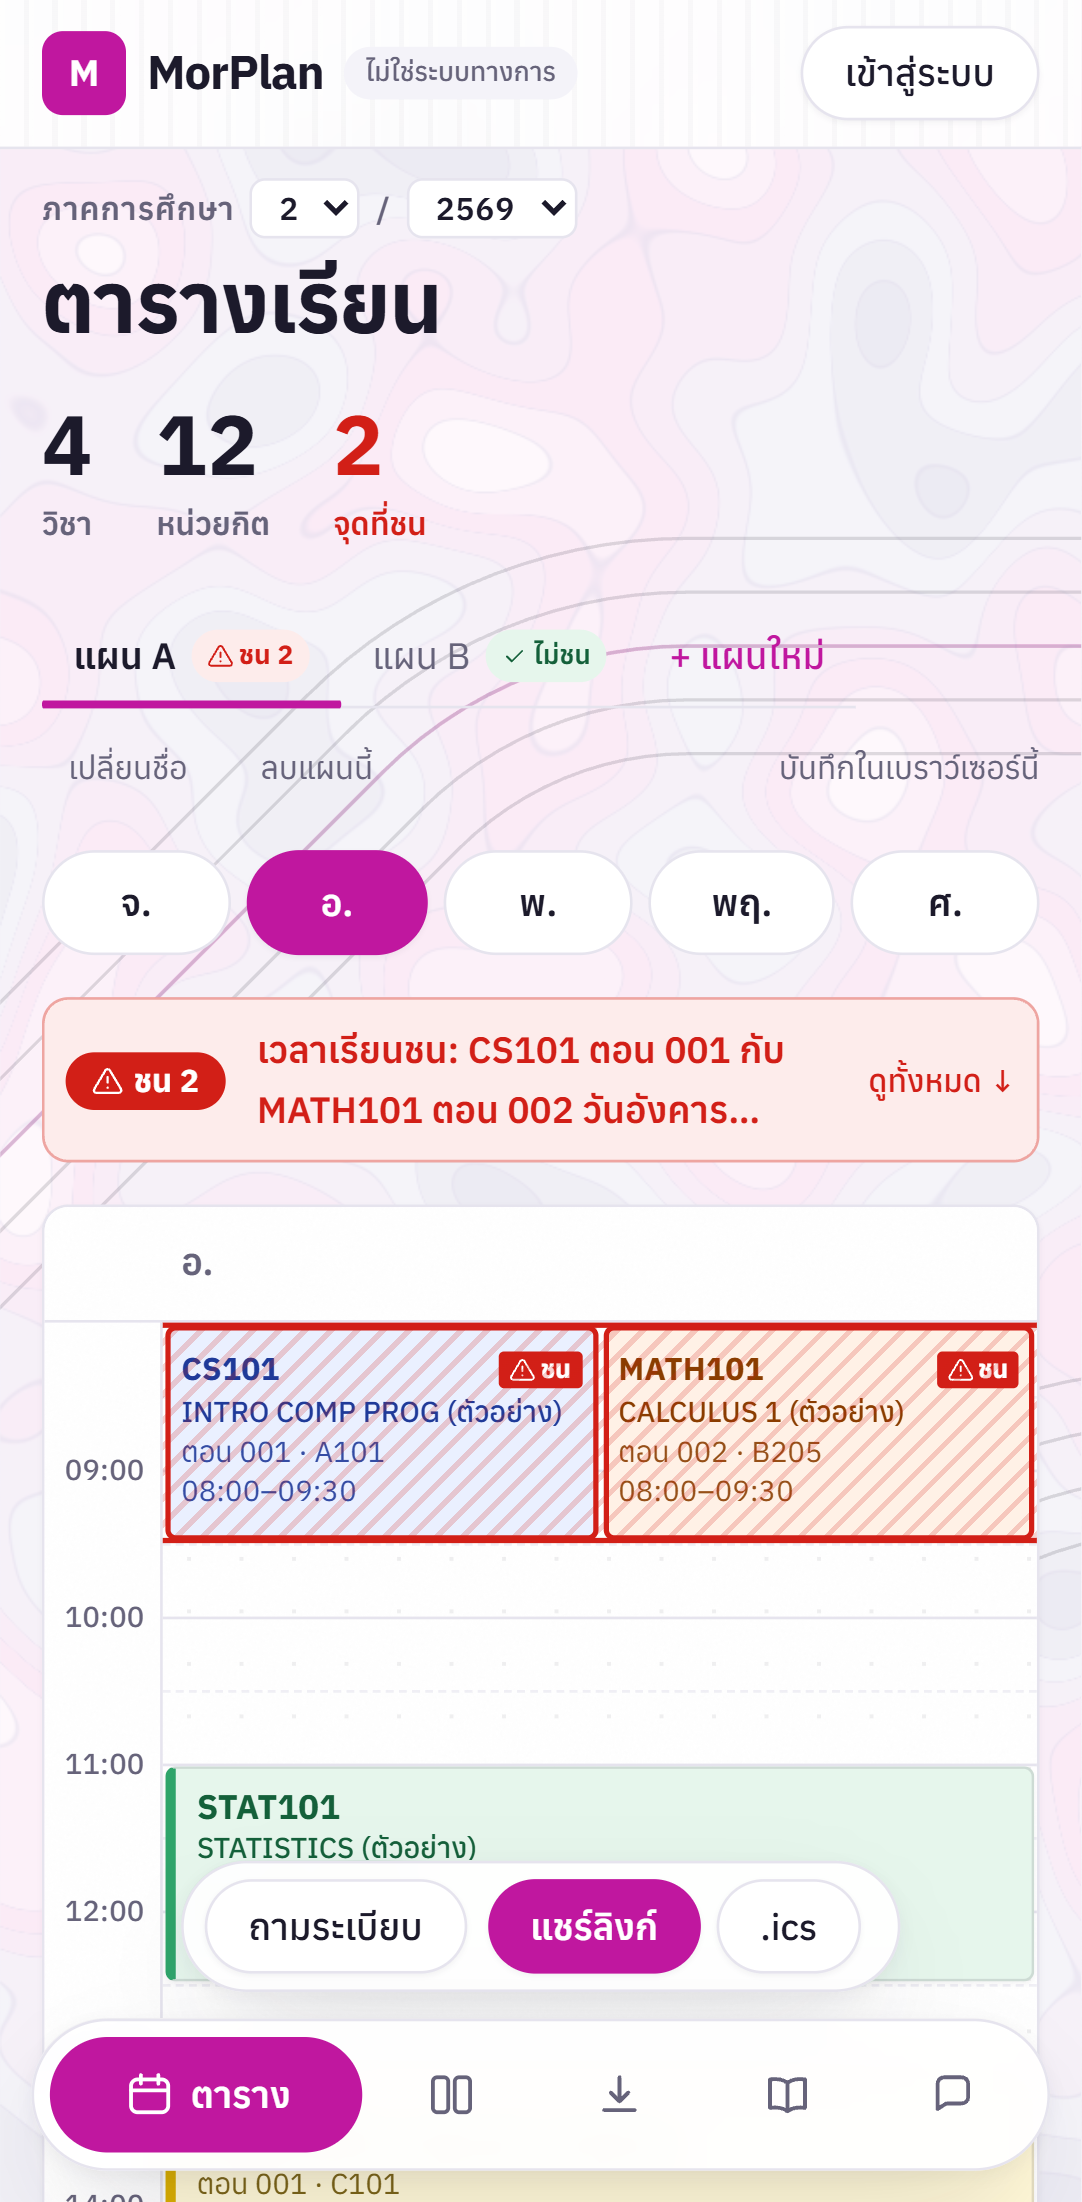 M MorPlan ไม่ใช่ระบบทางการ เข้าสู่ระบบ
ภาคการศึกษา 2 / 2569
ตารางเรียน
4 12 2
วิชา หน่วยกิต จุดที่ชน
แผน A ชน 2 แผน B ไม่ชน + แผนใหม่
เปลี่ยนชื่อ ลบแผนนี้ บันทึกในเบราว์เซอร์นี้
จ. อ. พ. พฤ. ศ.
ชน 2 เวลาเรียนชน: CS101 ตอน 001 กับ
MATH101 ตอน 002 วันอังคาร... ดูทั้งหมด ↓
อ.
CS101 ชน MATH101 ชน
INTRO COMP PROG (ตัวอย่าง) CALCULUS 1 (ตัวอย่าง)
ตอน 001 · A101 ตอน 002 · B205
09:00
08:00–09:30 08:00–09:30
10:00
11:00
STAT101
STATISTICS (ตัวอย่าง)
12:00
ถามระเบียบ แชร์ลิงก์ .ics
ตาราง
ตอน 001 · C101
14:00